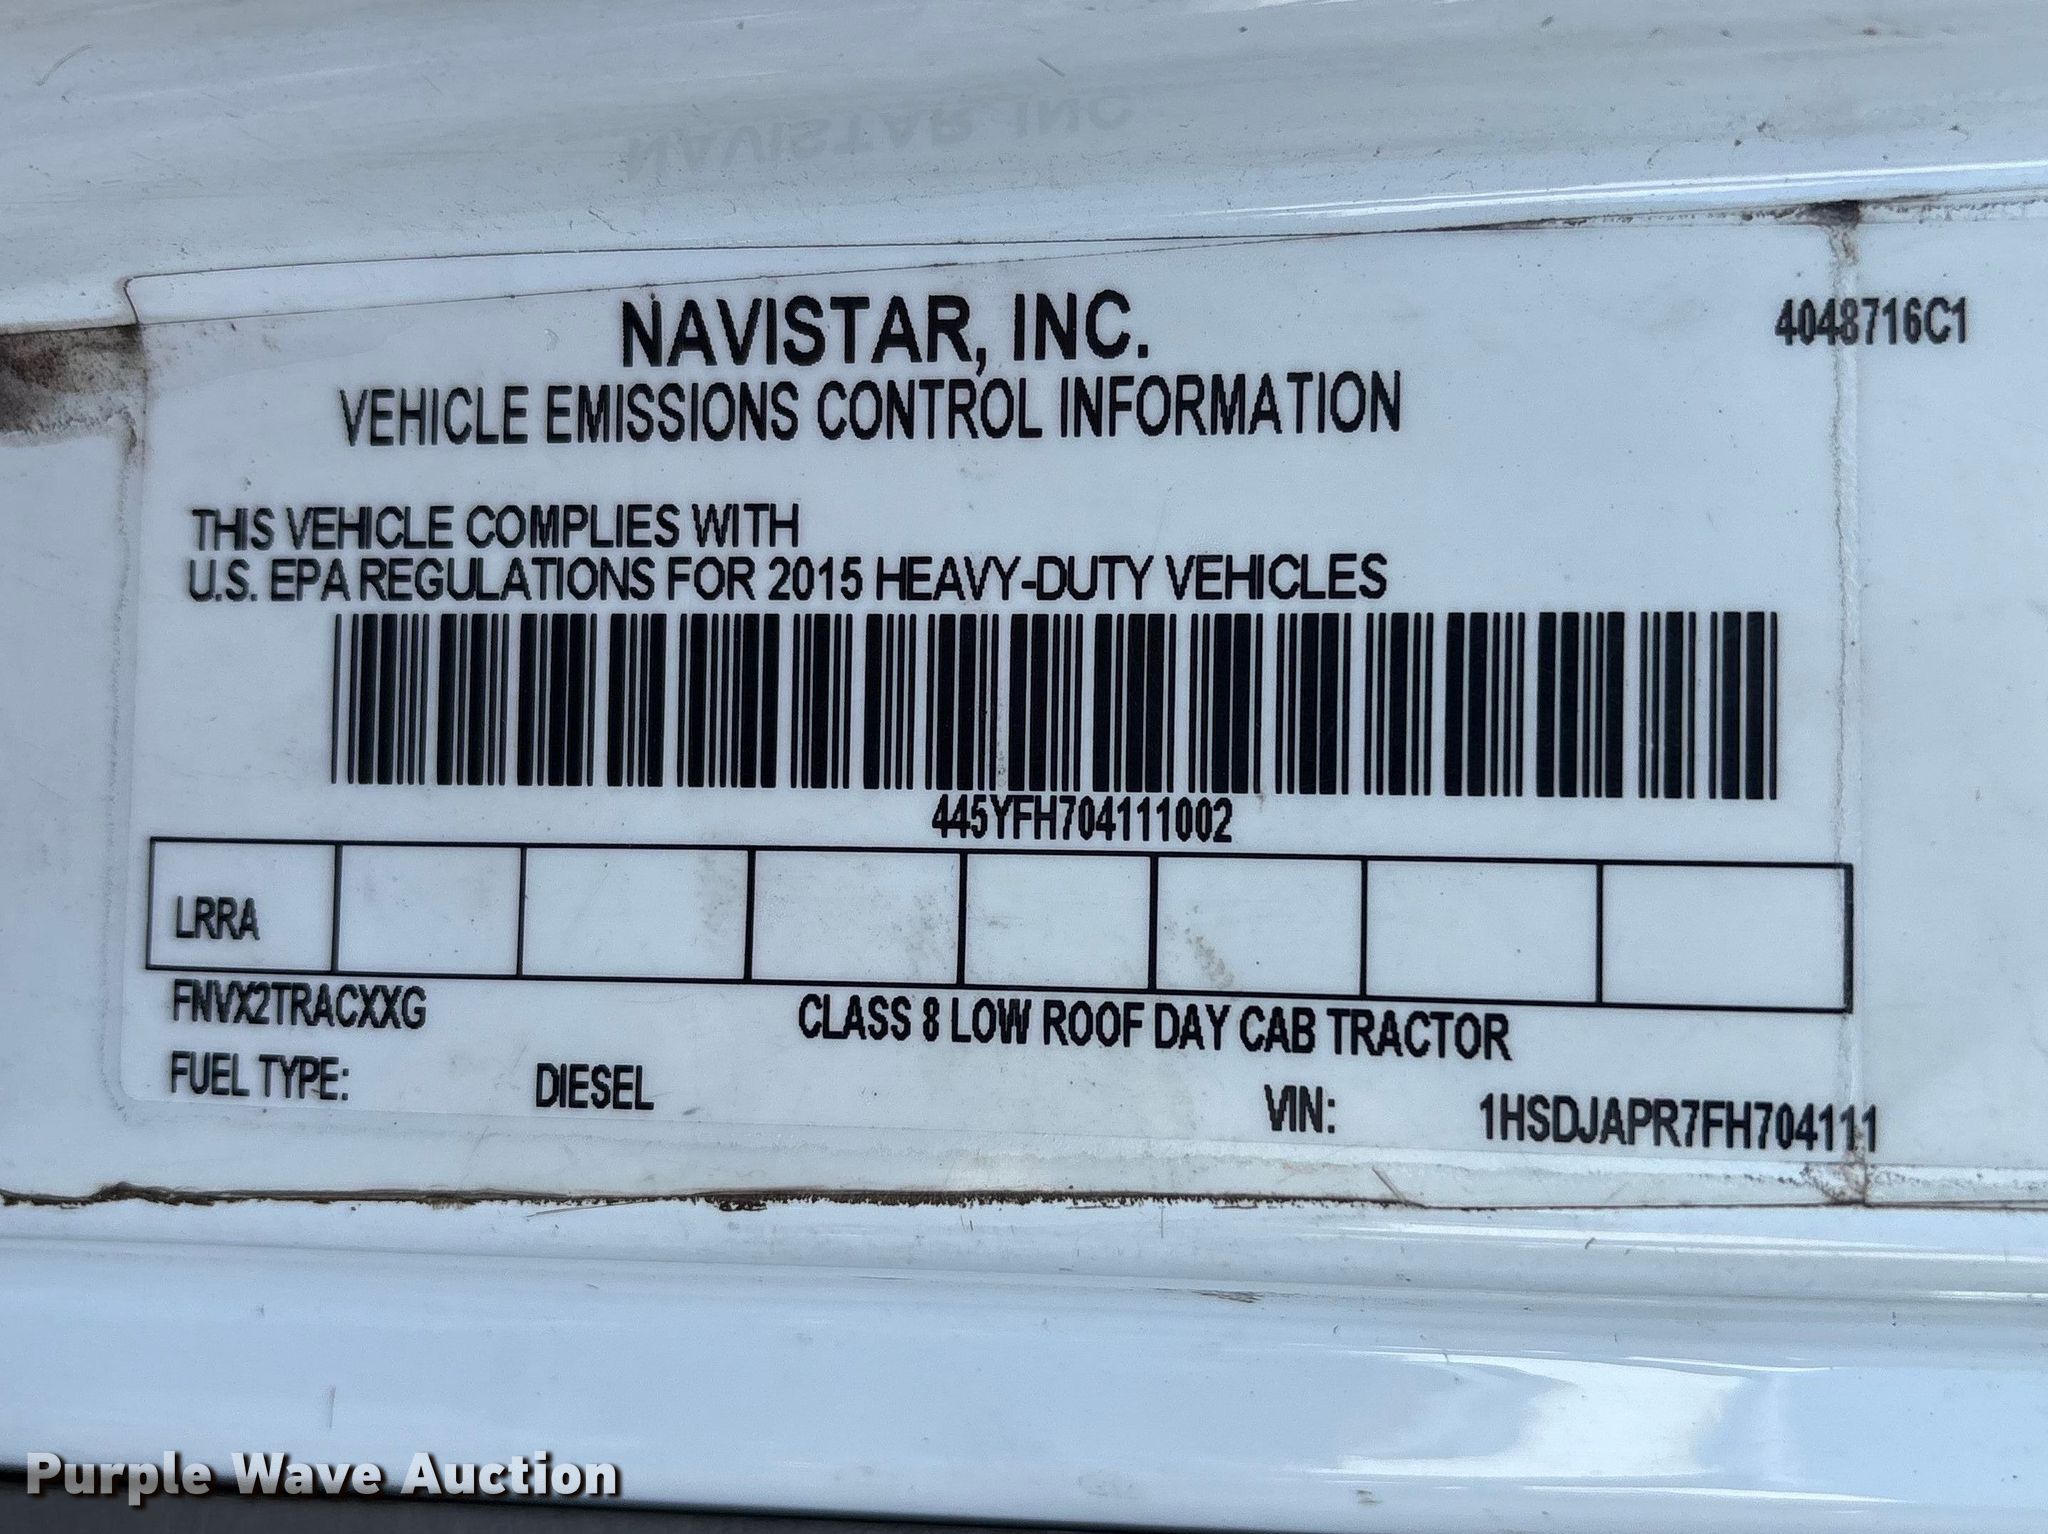 NAVISTAR, INC.
4048716C1
VEHICLE EMISSIONS CONTROL INFORMATION
THIS VEHICLE COMPLIES WITH
U.S. EPA REGULATIONS FOR 2015 HEAVY-DUTY VEHICLES
445YFH704111002
LRRA
FNVX2TRACXXG
CLASS 8 LOW ROOF DAY CAB TRACTOR
FUEL TYPE: DIESEL
VIN: 1HSDJAPR7FH704111
Purple Wave Auction